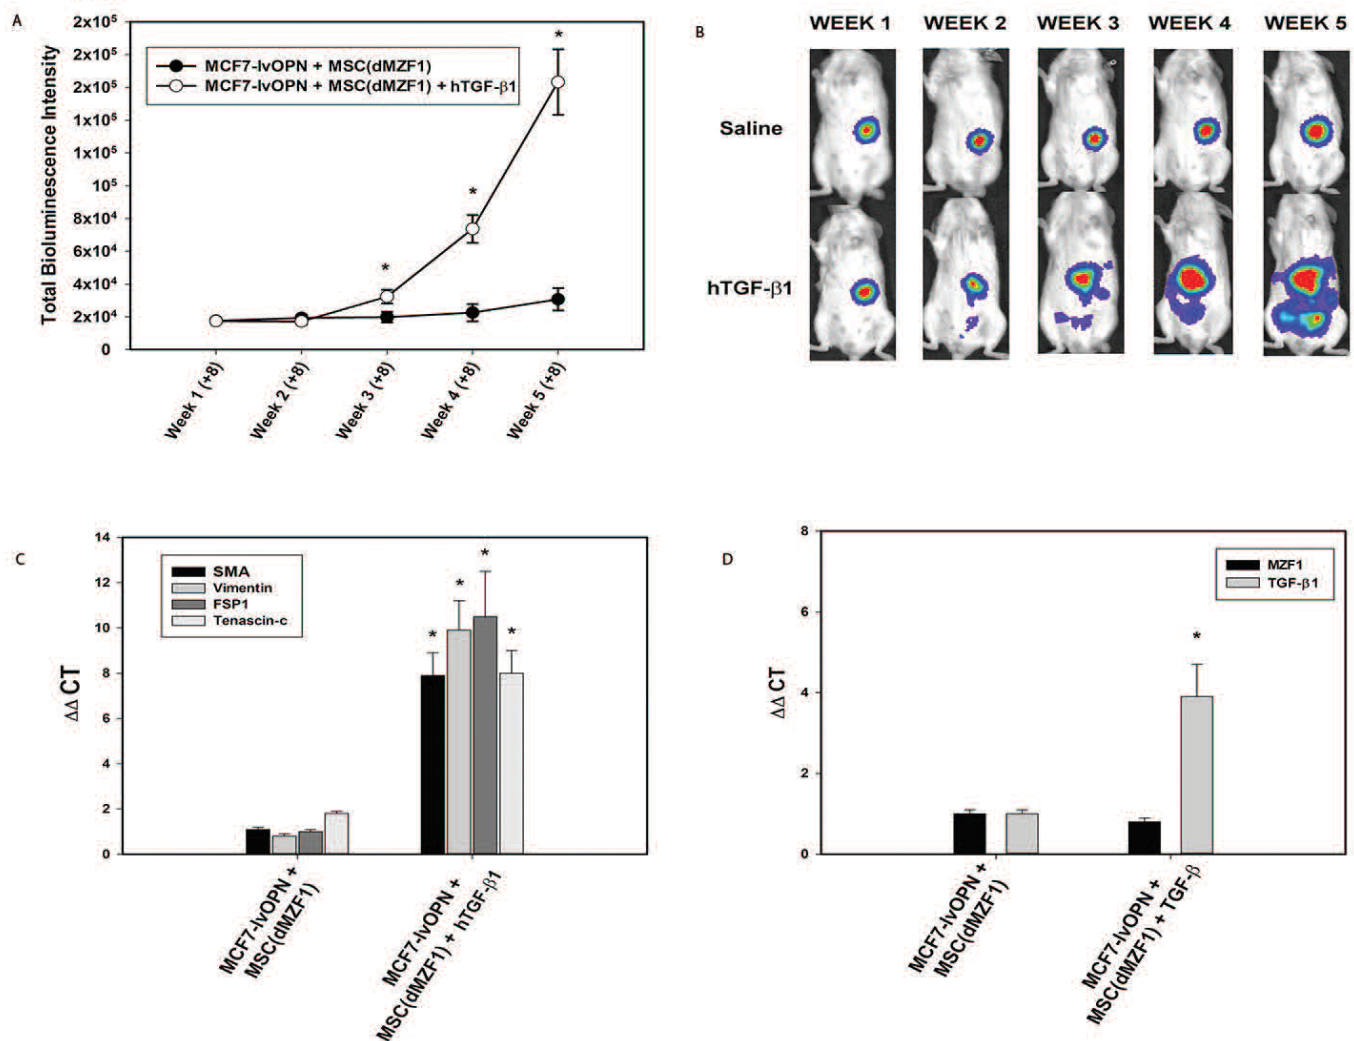 A
2x10⁵
2x10⁵
2x10⁵
1x10⁵
1x10⁵
10⁵
8x10⁴
6x10⁴
4x10⁴
2x10⁴
0
Total Bioluminescence Intensity
MCF7-lvOPN + MSC(dMZF1)
MCF7-lvOPN + MSC(dMZF1) + hTGF-β1
*
*
*
Week 1 (+8)
Week 2 (+8)
Week 3 (+8)
Week 4 (+8)
Week 5 (+8)
B
WEEK 1
WEEK 2
WEEK 3
WEEK 4
WEEK 5
Saline
hTGF-β1
C
14
12
10
8
6
4
2
0
ΔΔ CT
SMA
Vimentin
FSP1
Tenascin-c
*
*
*
*
MCF7-lvOPN +
MSC(dMZF1)
MCF7-lvOPN +
MSC(dMZF1) + hTGF-β1
D
8
6
4
2
0
ΔΔ CT
MZF1
TGF-β1
*
MCF7-lvOPN +
MSC(dMZF1)
MCF7-lvOPN +
MSC(dMZF1) + TGF-β